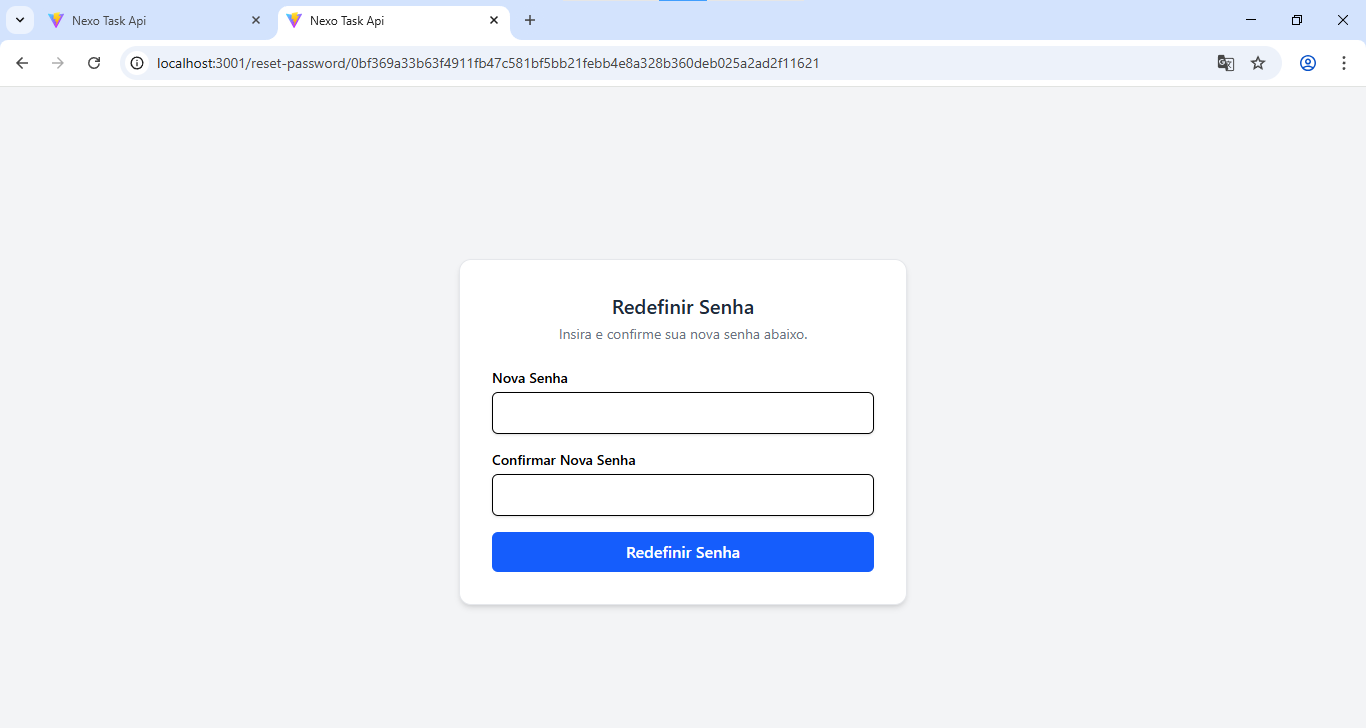 Nexo Task Api
Nexo Task Api
localhost:3001/reset-password/0bf369a33b63f4911fb47c581bf5bb21febb4e8a328b360deb025a2ad2f11621
Redefinir Senha
Insira e confirme sua nova senha abaixo.
Nova Senha
Confirmar Nova Senha
Redefinir Senha